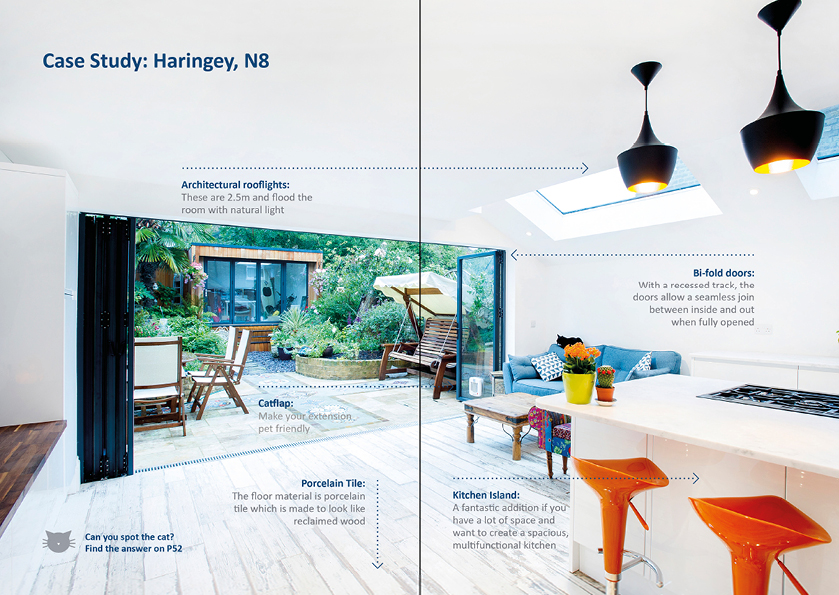 Case Study: Haringey, N8
Architectural rooflights:
These are 2.5m and flood the
room with natural light
Bi-fold doors:
With a recessed track, the
doors allow a seamless join
between inside and out
when fully opened
Catflap:
Make your extension
pet friendly
Porcelain Tile:
The floor material is porcelain
tile which is made to look like
reclaimed wood
Kitchen Island:
A fantastic addition if you
have a lot of space and
want to create a spacious,
multifunctional kitchen
Can you spot the cat?
Find the answer on P52